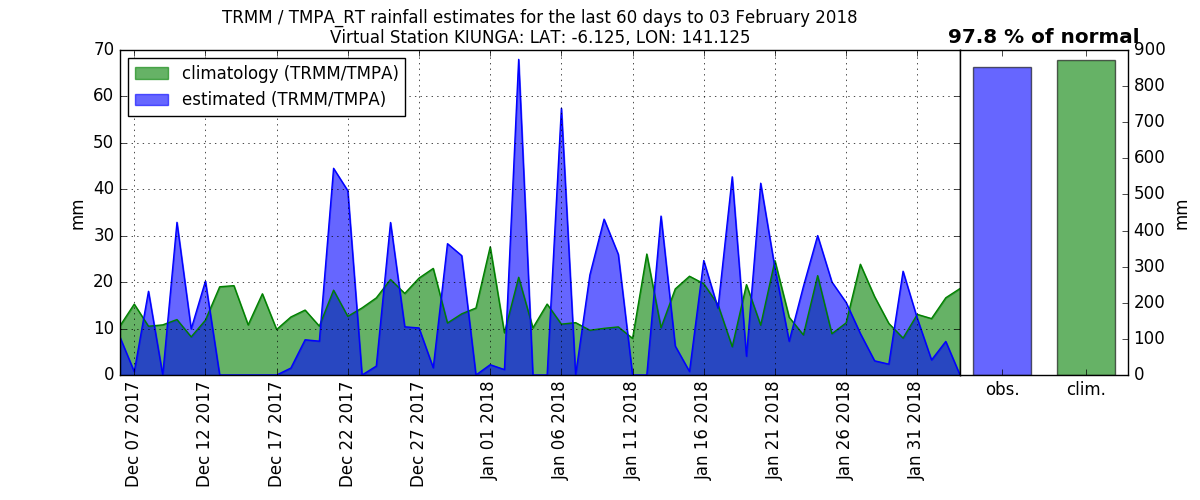 TRMM / TMPA_RT rainfall estimates for the last 60 days to 03 February 2018
Virtual Station KIUNGA: LAT: -6.125, LON: 141.125
97.8 % of normal
climatology (TRMM/TMPA)
estimated (TRMM/TMPA)
mm
70
60
50
40
30
20
10
0
Dec 07 2017
Dec 12 2017
Dec 17 2017
Dec 22 2017
Dec 27 2017
Jan 01 2018
Jan 06 2018
Jan 11 2018
Jan 16 2018
Jan 21 2018
Jan 26 2018
Jan 31 2018
obs.
clim.
900
800
700
600
500
400
300
200
100
0
mm